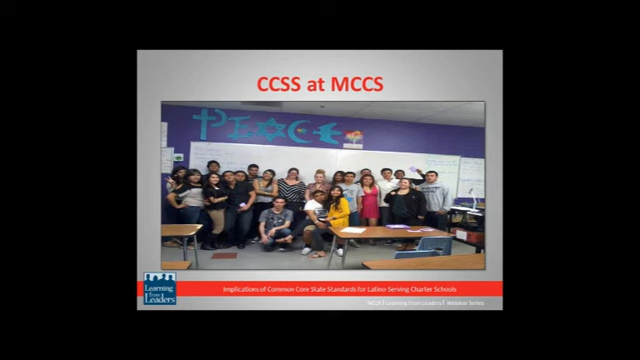 CCSS at MCCS
PEACE
Learning
from
Leaders
Implications of Common Core State Standards for Latino-Serving Charter Schools
NCLR | Learning From Leaders | Webinar Series